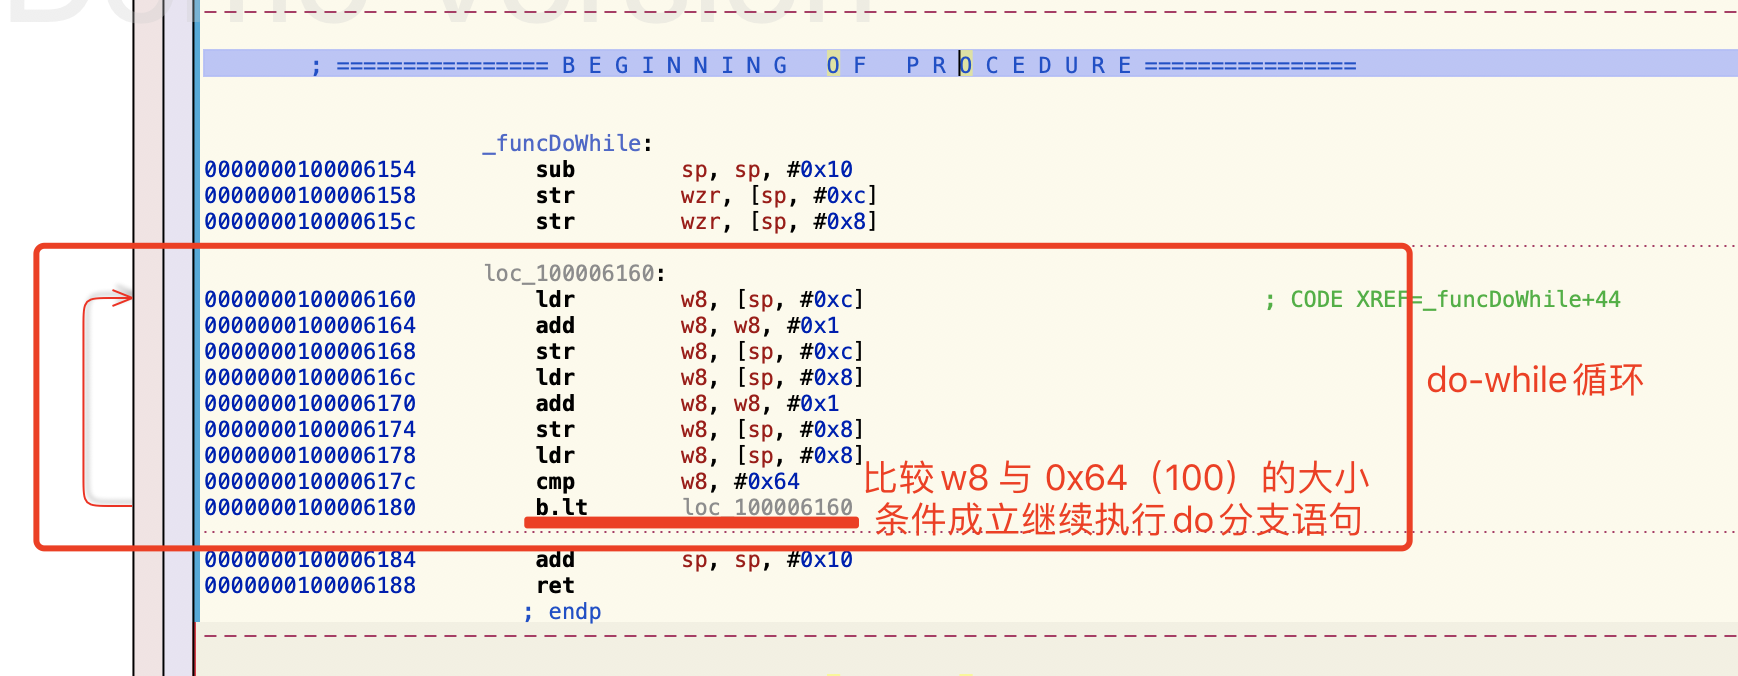 Demo Version
; ================ B E G I N N I N G   O F   P R O C E D U R E ================
_funcDoWhile:
0000000100006154 sub sp, sp, #0x10
0000000100006158 str wzr, [sp, #0xc]
000000010000615c str wzr, [sp, #0x8]
loc_100006160:
0000000100006160 ldr w8, [sp, #0xc] ; CODE XREF=_funcDoWhile+44
0000000100006164 add w8, w8, #0x1
0000000100006168 str w8, [sp, #0xc]
000000010000616c ldr w8, [sp, #0x8]
do-while循环
0000000100006170 add w8, w8, #0x1
0000000100006174 str w8, [sp, #0x8]
0000000100006178 ldr w8, [sp, #0x8]
000000010000617c cmp w8, #0x64
比较w8 与 0x64（100）的大小
0000000100006180 b.lt loc_100006160
条件成立继续执行do分支语句
0000000100006184 add sp, sp, #0x10
0000000100006188 ret
; endp